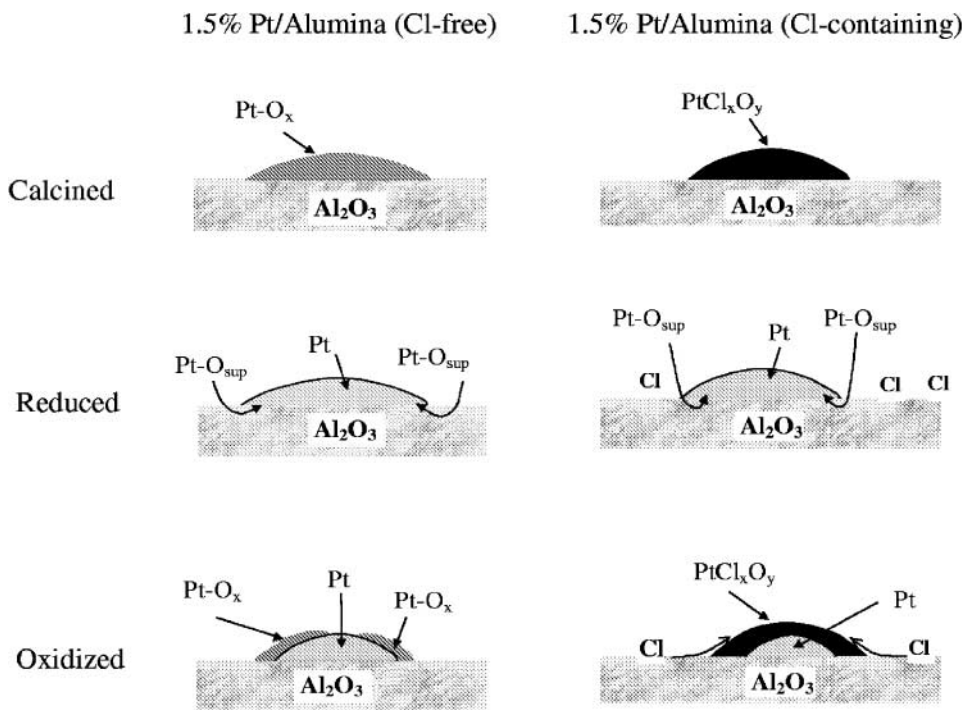 1.5% Pt/Alumina (Cl-free)
1.5% Pt/Alumina (Cl-containing)
Calcined
Pt-Oₓ
Al₂O₃
PtClₓOᵧ
Al₂O₃
Reduced
Pt-Oₛᵤₚ
Pt
Pt-Oₛᵤₚ
Al₂O₃
Pt-Oₛᵤₚ
Pt
Pt-Oₛᵤₚ
Cl
Cl
Cl
Al₂O₃
Oxidized
Pt-Oₓ
Pt
Pt-Oₓ
Al₂O₃
PtClₓOᵧ
Pt
Cl
Cl
Al₂O₃